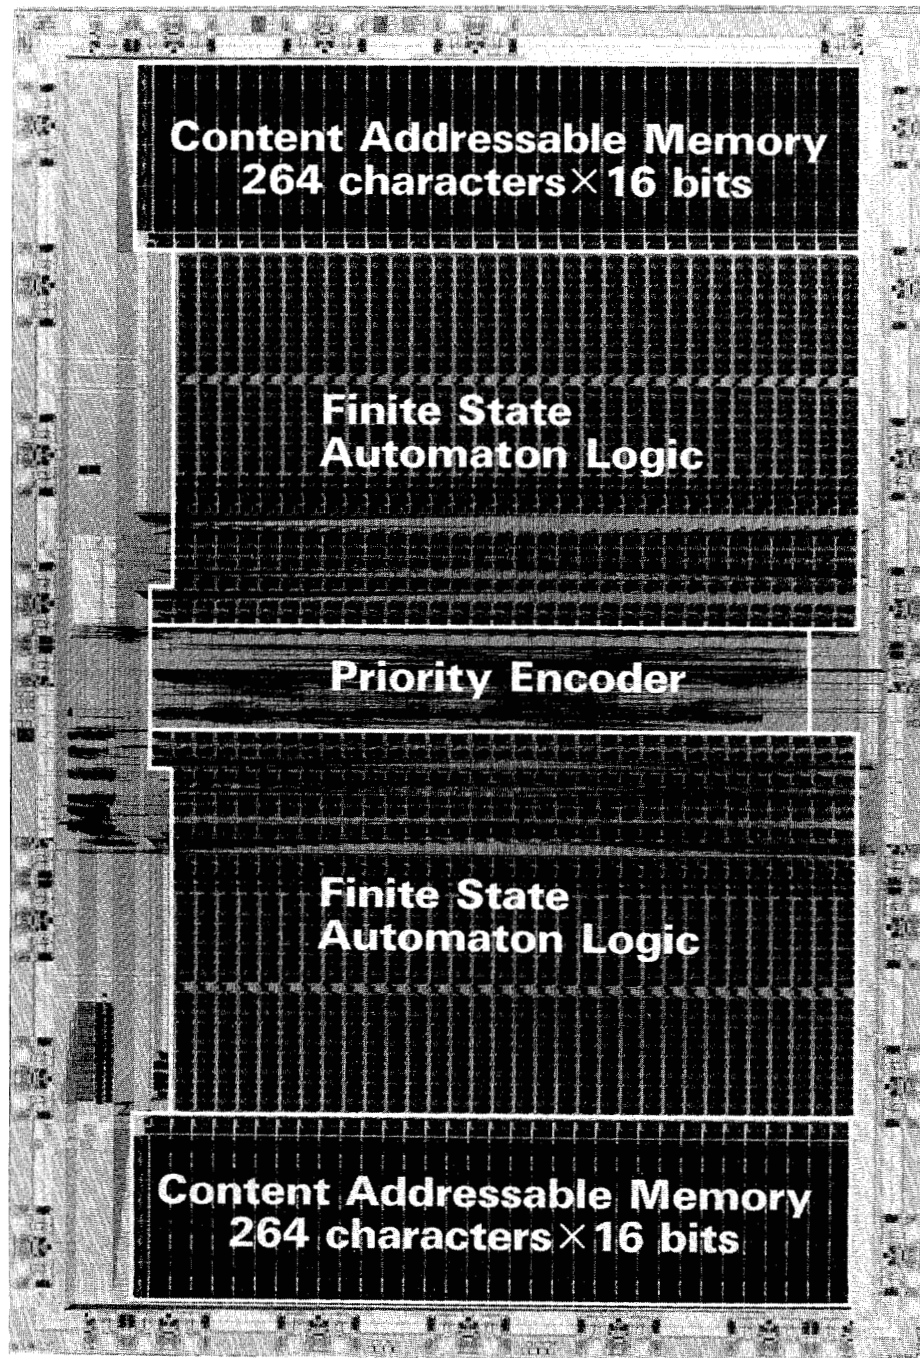 Content Addressable Memory
264 characters×16 bits
Finite State
Automaton Logic
Priority Encoder
Finite State
Automaton Logic
Content Addressable Memory
264 characters×16 bits